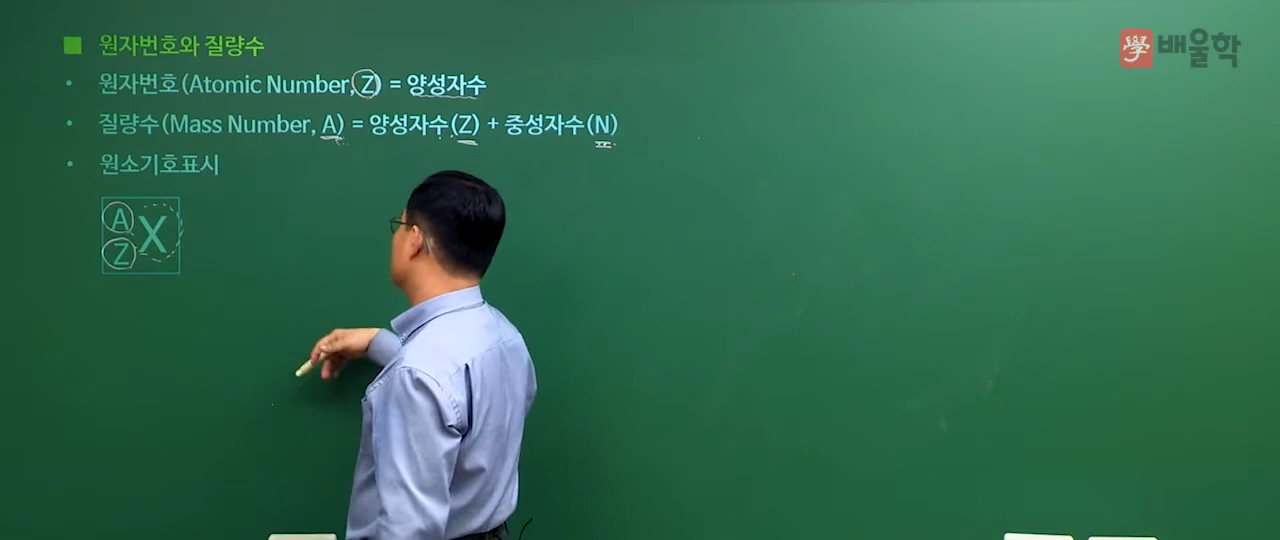 ■ 원자번호와 질량수
• 원자번호(Atomic Number, Z) = 양성자수
• 질량수(Mass Number, A) = 양성자수(Z) + 중성자수(N)
• 원소기호표시
A
Z X
學 배울학